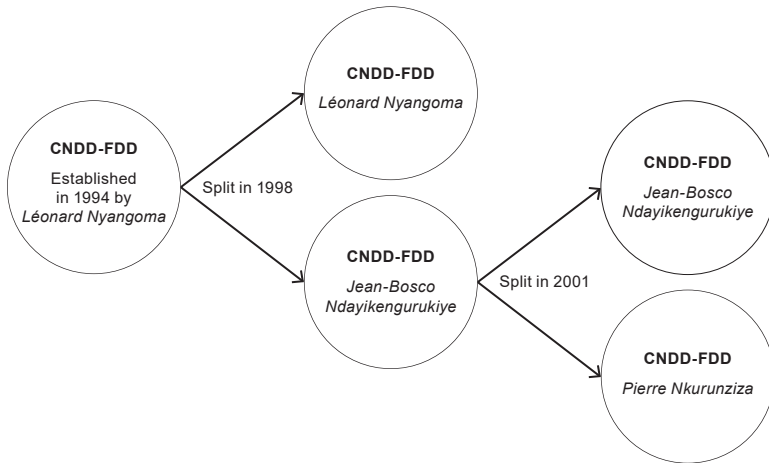 CNDD-FDD
Established
in 1994 by
Léonard Nyangoma
Split in 1998
CNDD-FDD
Léonard Nyangoma
CNDD-FDD
Jean-Bosco
Ndayikengurukiye
Split in 2001
CNDD-FDD
Jean-Bosco
Ndayikengurukiye
CNDD-FDD
Pierre Nkurunziza